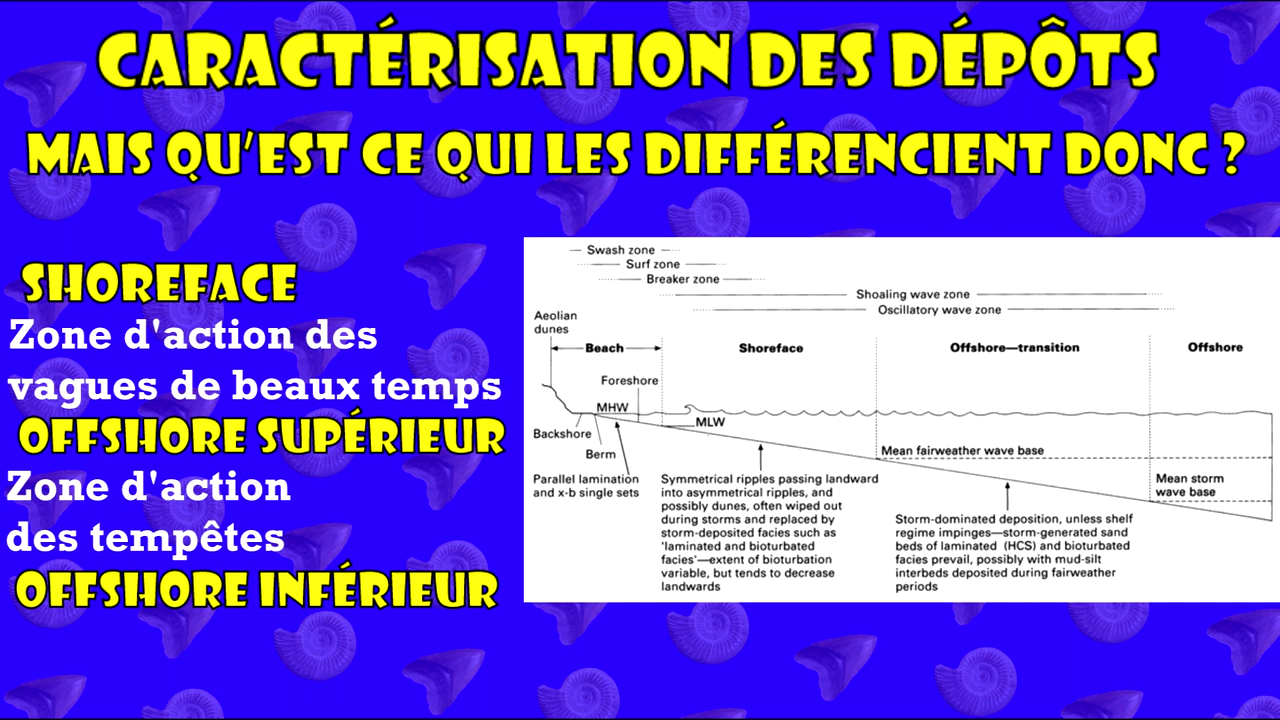 CARACTÉRISATION DES DÉPÔTS
MAIS QU'EST CE QUI LES DIFFÉRENCIENT DONC ?
SHOREFACE
Zone d'action des
vagues de beaux temps
OFFSHORE SUPÉRIEUR
Zone d'action
des tempêtes
OFFSHORE INFÉRIEUR
Swash zone
Surf zone
Breaker zone
Shoaling wave zone
Oscillatory wave zone
Aeolian
dunes
Beach
Shoreface
Offshore—transition
Offshore
Foreshore
MHW
MLW
Backshore
Berm
Mean fairweather wave base
Mean storm
wave base
Parallel lamination
and x-b single sets
Symmetrical ripples passing landward
into asymmetrical ripples, and
possibly dunes, often wiped out
during storms and replaced by
storm-deposited facies such as
'laminated and bioturbated
facies'—extent of bioturbation
variable, but tends to decrease
landwards
Storm-dominated deposition, unless shelf
regime impinges—storm-generated sand
beds of laminated (HCS) and bioturbated
facies prevail, possibly with mud-silt
interbeds deposited during fairweather
periods